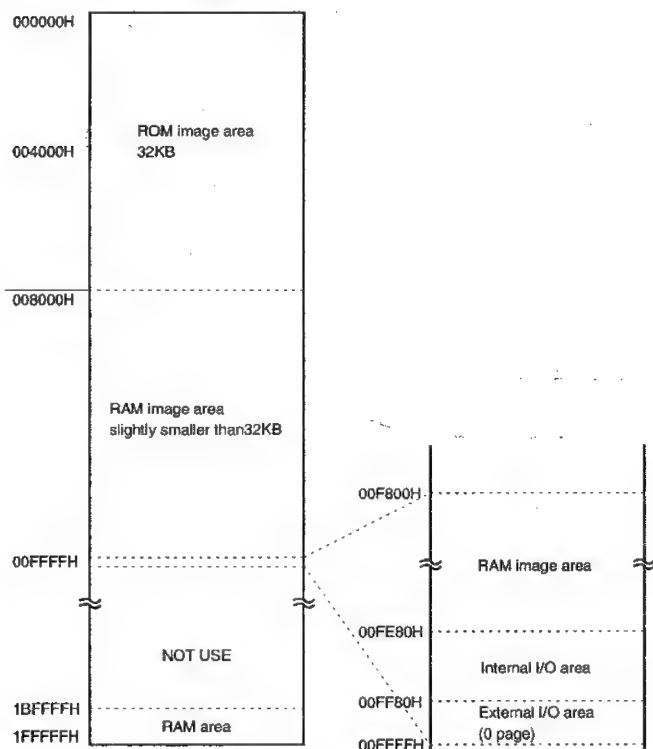 000000H
ROM image area
32KB
004000H
008000H
RAM image area
slightly smaller than32KB
00FFFFH
NOT USE
1BFFFFH
RAM area
1FFFFFH
00F800H
RAM image area
00FE80H
Internal I/O area
00FF80H
External I/O area
(0 page)
00FFFFH